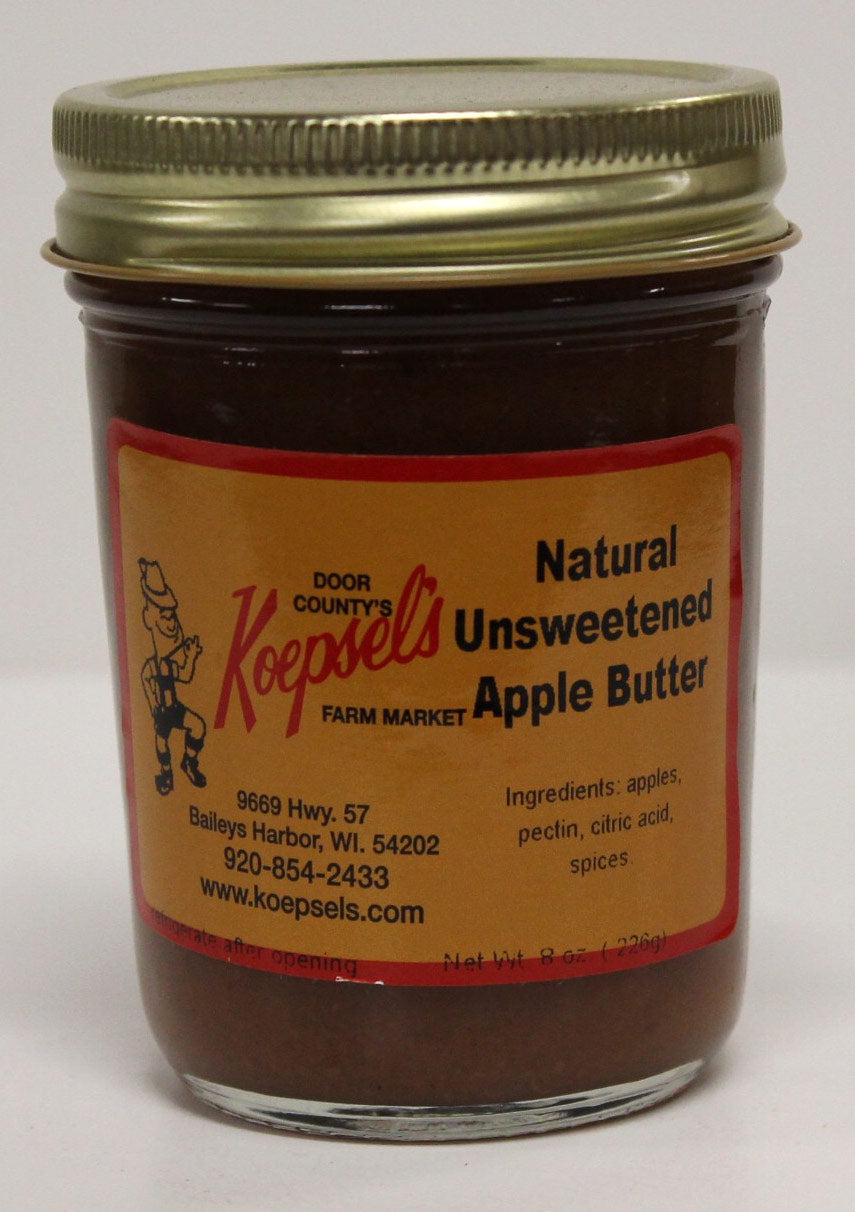 DOOR
COUNTY'S
Koepsel's
FARM MARKET
Natural
Unsweetened
Apple Butter
9669 Hwy. 57
Baileys Harbor, WI. 54202
920-854-2433
www.koepsels.com
Ingredients: apples,
pectin, citric acid,
spices.
refrigerate after opening
Net Wt. 8 oz. ( 226g)